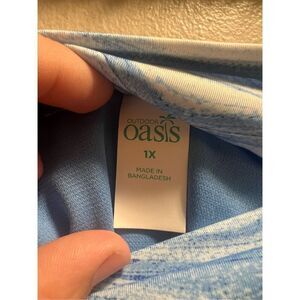 OUTDOOR
oasis
1X
MADE IN
BANGLADESH